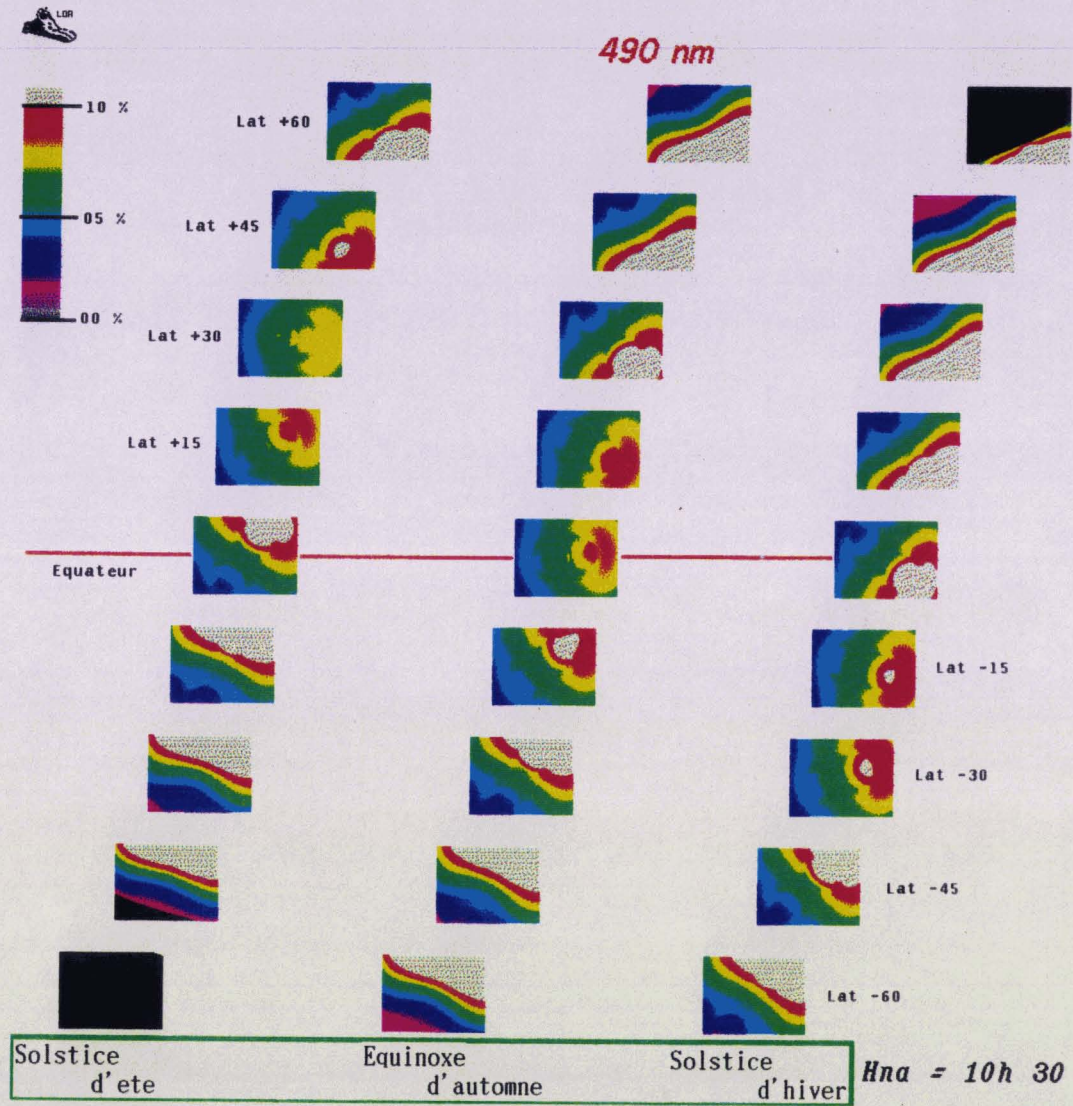 LOA
490 nm
10 %
Lat +60
05 %
Lat +45
00 %
Lat +30
Lat +15
Equateur
Lat -15
Lat -30
Lat -45
Lat -60
Solstice
d'ete
Equinoxe
d'automne
Solstice
d'hiver
Hna = 10h 30